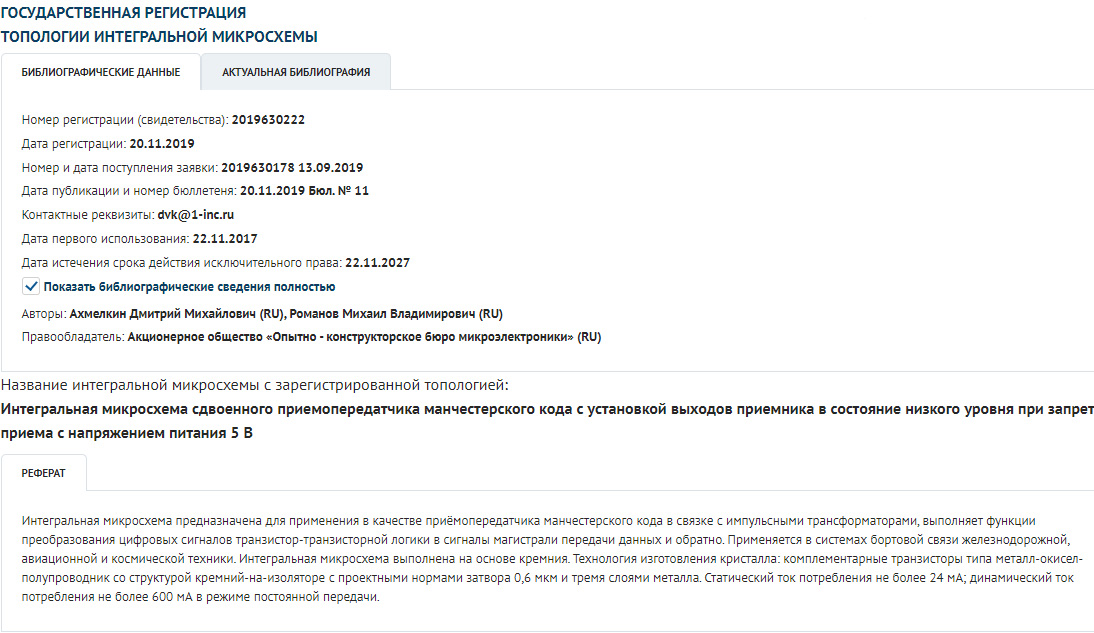 ГОСУДАРСТВЕННАЯ РЕГИСТРАЦИЯ
ТОПОЛОГИИ ИНТЕГРАЛЬНОЙ МИКРОСХЕМЫ
БИБЛИОГРАФИЧЕСКИЕ ДАННЫЕ
АКТУАЛЬНАЯ БИБЛИОГРАФИЯ
Номер регистрации (свидетельства): 2019630222
Дата регистрации: 20.11.2019
Номер и дата поступления заявки: 2019630178 13.09.2019
Дата публикации и номер бюллетеня: 20.11.2019 Бюл. № 11
Контактные реквизиты: dvk@1-inc.ru
Дата первого использования: 22.11.2017
Дата истечения срока действия исключительного права: 22.11.2027
Показать библиографические сведения полностью
Авторы: Ахмелкин Дмитрий Михайлович (RU), Романов Михаил Владимирович (RU)
Правообладатель: Акционерное общество «Опытно - конструкторское бюро микроэлектроники» (RU)
Название интегральной микросхемы с зарегистрированной топологией:
Интегральная микросхема сдвоенного приемопередатчика манчестерского кода с установкой выходов приемника в состояние низкого уровня при запрет
приема с напряжением питания 5 В
РЕФЕРАТ
Интегральная микросхема предназначена для применения в качестве приёмопередатчика манчестерского кода в связке с импульсными трансформаторами, выполняет функции
преобразования цифровых сигналов транзистор-транзисторной логики в сигналы магистрали передачи данных и обратно. Применяется в системах бортовой связи железнодорожной,
авиационной и космической техники. Интегральная микросхема выполнена на основе кремния. Технология изготовления кристалла: комплементарные транзисторы типа металл-окисел-
полупроводник со структурой кремний-на-изоляторе с проектными нормами затвора 0,6 мкм и тремя слоями металла. Статический ток потребления не более 24 мА; динамический ток
потребления не более 600 мА в режиме постоянной передачи.